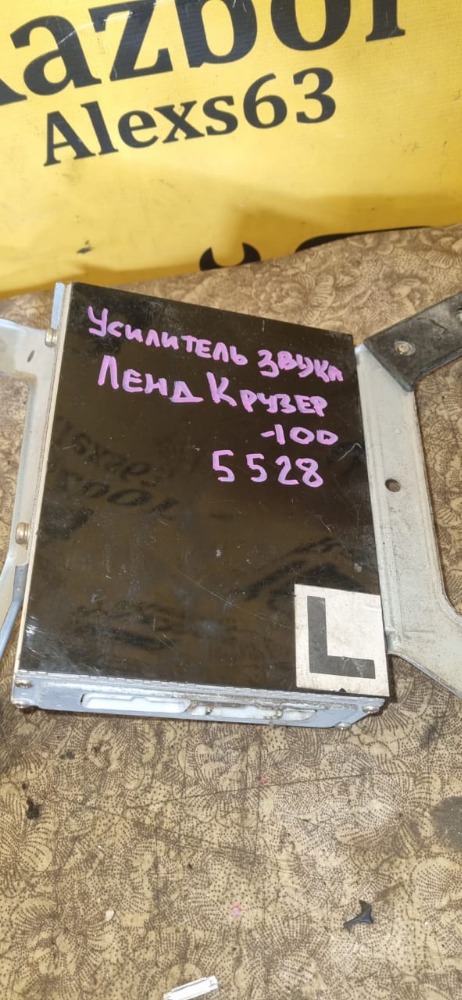 Razbor
Alexs63
Усилитель звука
Ленд Крузер
-100
5528
L